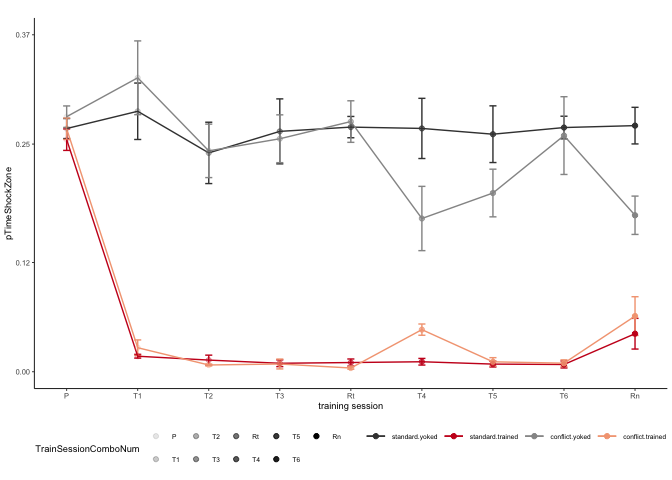 0.37
0.25
0.12
0.00
pTimeShockZone
P T1 T2 T3 Rt T4 T5 T6 Rn
training session
TrainSessionComboNum
P T2 Rt T5 Rn
T1 T3 T4 T6
standard.yoked standard.trained conflict.yoked conflict.trained